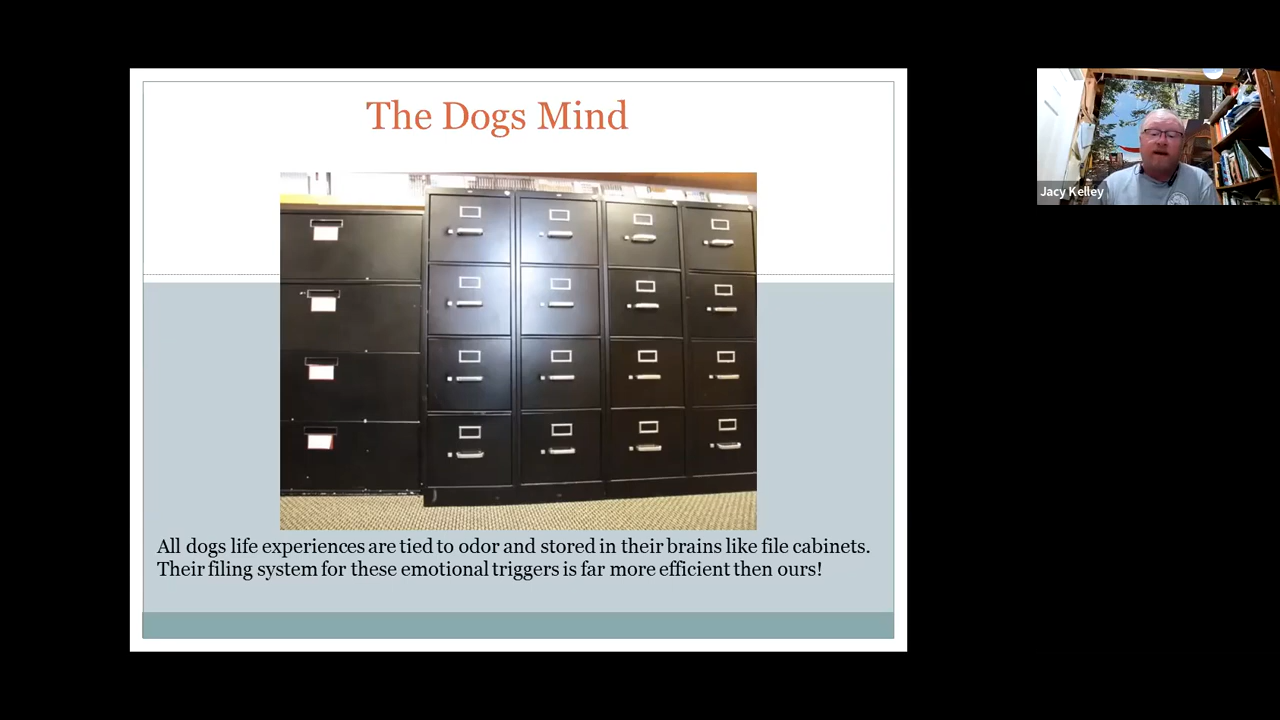 The Dogs Mind
Jacy Kelley
All dogs life experiences are tied to odor and stored in their brains like file cabinets.
Their filing system for these emotional triggers is far more efficient then ours!